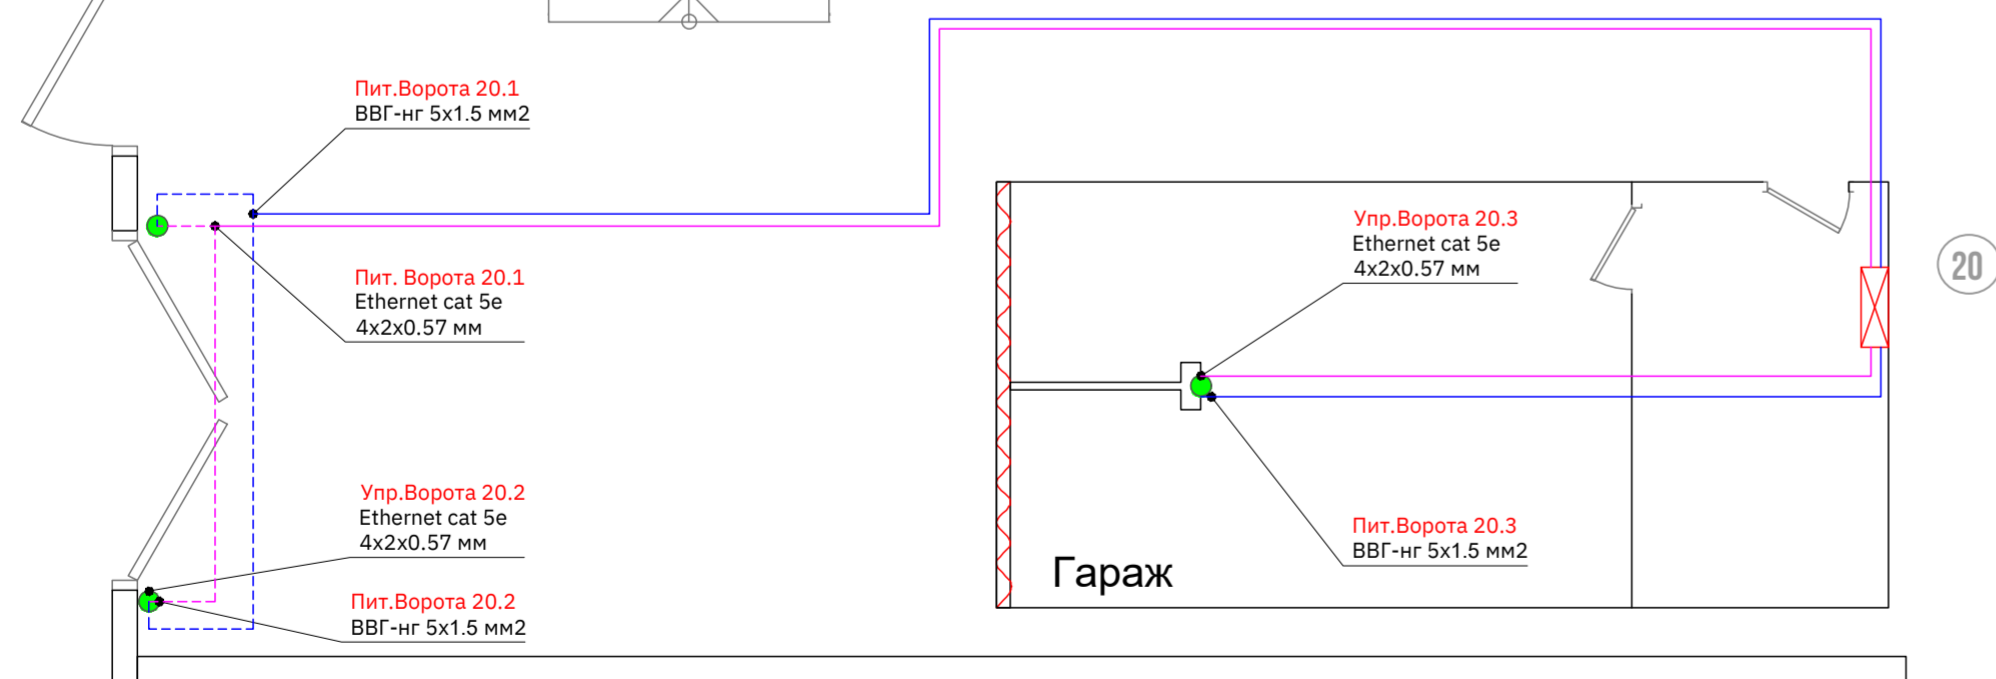 Пит.Ворота 20.1
ВВГ-нг 5х1.5 мм2
Пит. Ворота 20.1
Ethernet cat 5e
4х2х0.57 мм
Упр.Ворота 20.2
Ethernet cat 5e
4х2х0.57 мм
Пит.Ворота 20.2
ВВГ-нг 5х1.5 мм2
Упр.Ворота 20.3
Ethernet cat 5e
4х2х0.57 мм
Пит.Ворота 20.3
ВВГ-нг 5х1.5 мм2
Гараж
20